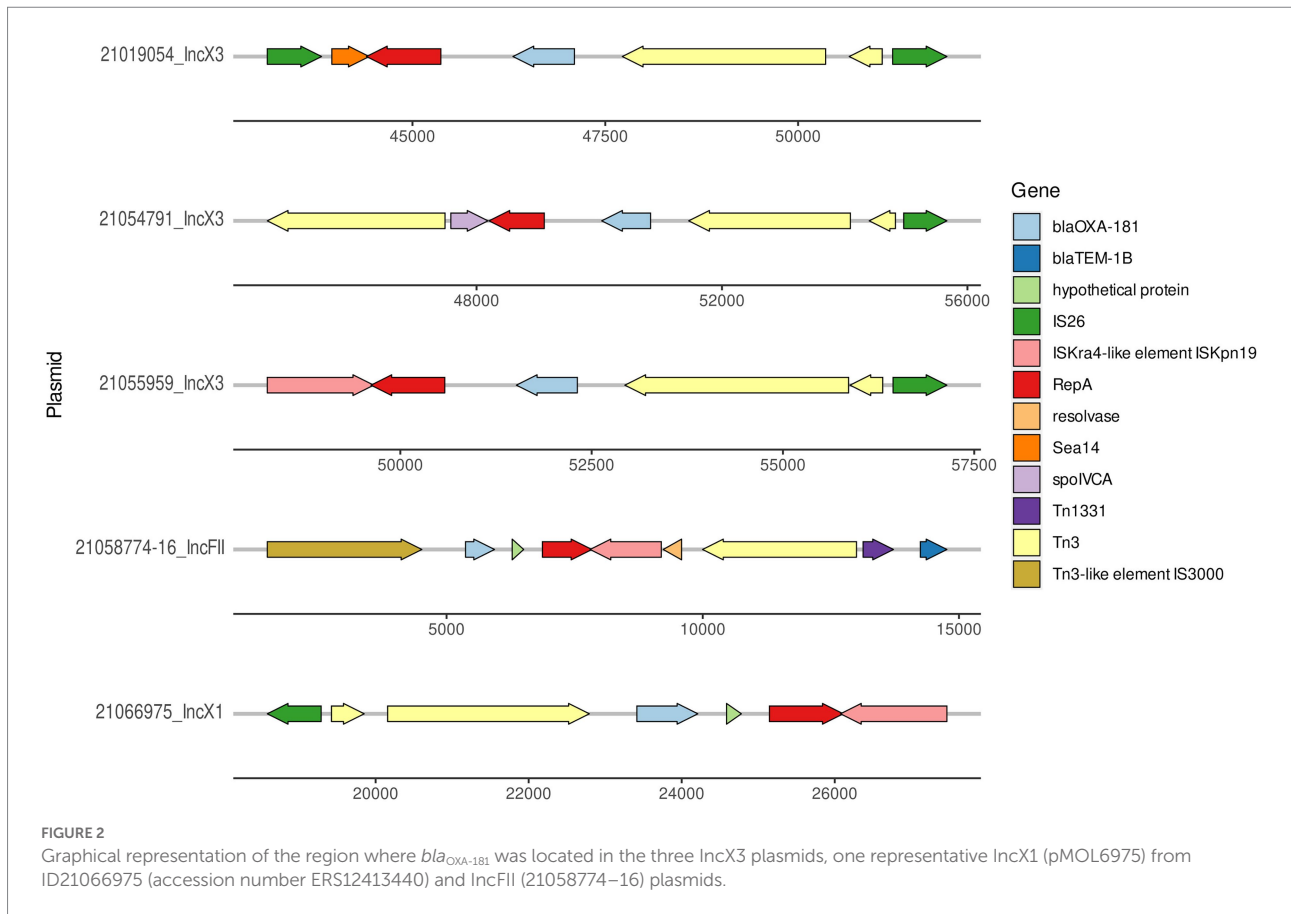 21019054_IncX3
45000 47500 50000
21054791_IncX3
48000 52000 56000
Plasmid
21055959_IncX3
50000 52500 55000 57500
21058774-16_IncFII
5000 10000 15000
21066975_IncX1
20000 22000 24000 26000
Gene
blaOXA-181
blaTEM-1B
hypothetical protein
IS26
ISKra4-like element ISKpn19
RepA
resolvase
Sea14
spoIVCA
Tn1331
Tn3
Tn3-like element IS3000
FIGURE 2
Graphical representation of the region where blaOXA-181 was located in the three IncX3 plasmids, one representative IncX1 (pMOL6975) from
ID21066975 (accession number ERS12413440) and IncFII (21058774–16) plasmids.